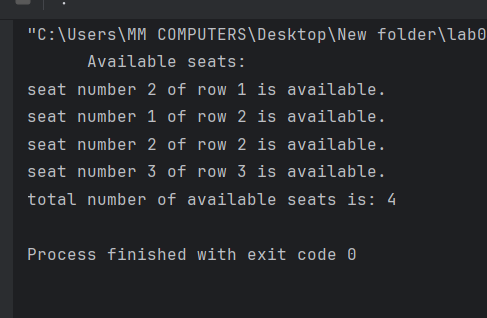 "C:\Users\MM COMPUTERS\Desktop\New folder\lab0
Available seats:
seat number 2 of row 1 is available.
seat number 1 of row 2 is available.
seat number 2 of row 2 is available.
seat number 3 of row 3 is available.
total number of available seats is: 4
Process finished with exit code 0